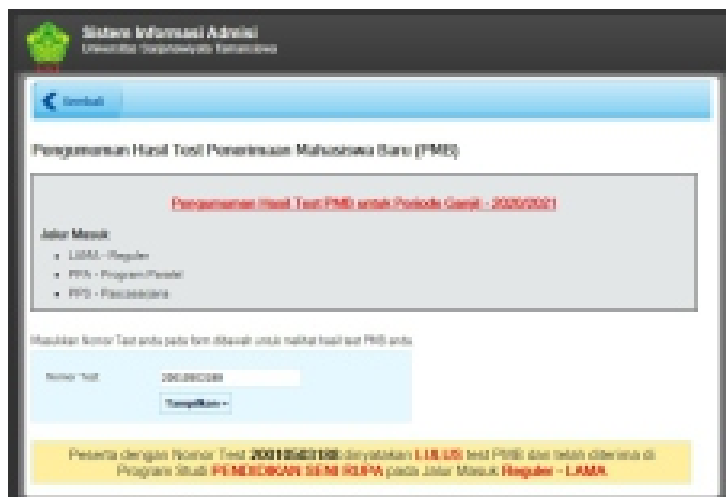 Sistem Informasi Admisi
Universitas Sarjanawiyata Tamansiswa
Kembali
Pengumuman Hasil Test Penerimaan Mahasiswa Baru (PMB)
Pengumuman Hasil Test PMB untuk Periode Ganjil - 2020/2021
Jalur Masuk:
LAMA - Reguler
PPA - Program Paralel
PPS - Pascasarjana
Masukkan Nomor Test anda pada form dibawah untuk melihat hasil test PMB anda
Nomor Test
Tampilkan
Peserta dengan Nomor Test dinyatakan LULUS test PMB dan telah diterima di
Program Studi PENDIDIKAN SENI RUPA pada Jalur Masuk Reguler - LAMA